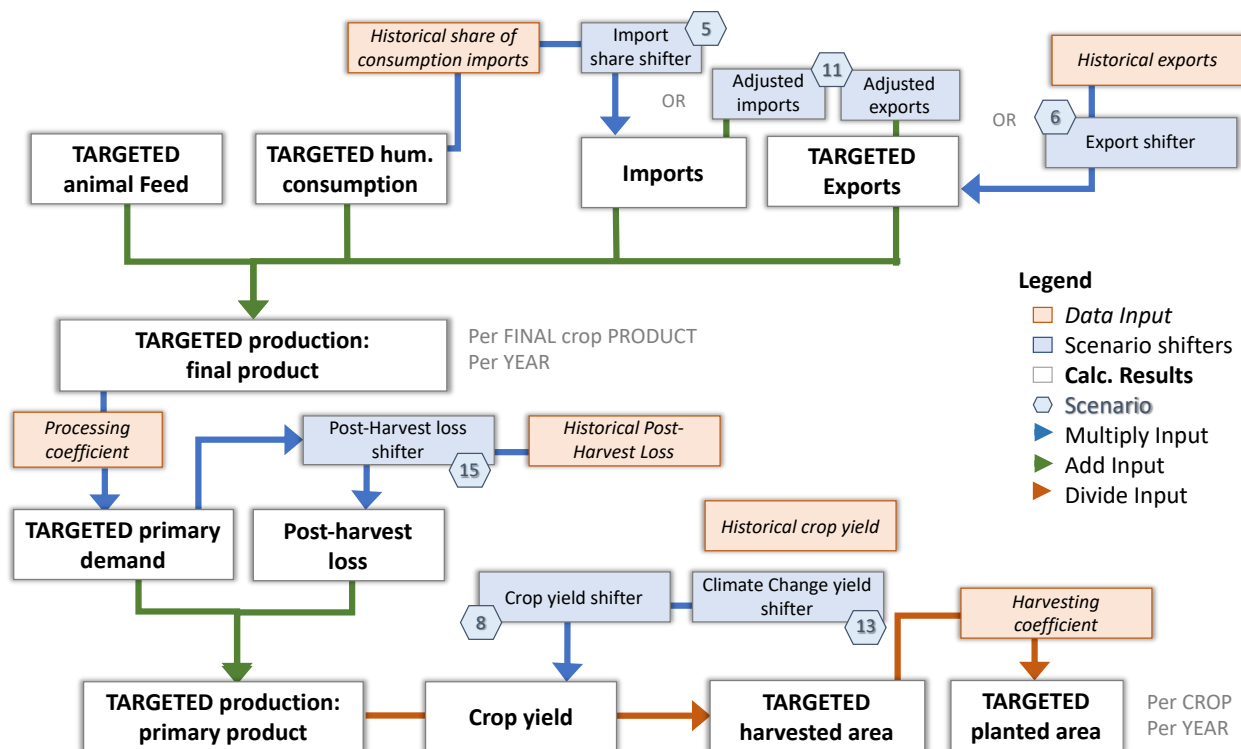 Historical share of
consumption imports
Import
share shifter
5
OR
Adjusted
imports
11
Adjusted
exports
Historical exports
OR
6
Export shifter
TARGETED
animal Feed
TARGETED hum.
consumption
Imports
TARGETED
Exports
TARGETED production:
final product
Per FINAL crop PRODUCT
Per YEAR
Legend
Data Input
Scenario shifters
Calc. Results
Scenario
Multiply Input
Add Input
Divide Input
Processing
coefficient
Post-Harvest loss
shifter
15
Historical Post-
Harvest Loss
TARGETED primary
demand
Post-harvest
loss
Historical crop yield
Crop yield shifter
8
Climate Change yield
shifter
13
Harvesting
coefficient
TARGETED production:
primary product
Crop yield
TARGETED
harvested area
TARGETED
planted area
Per CROP
Per YEAR